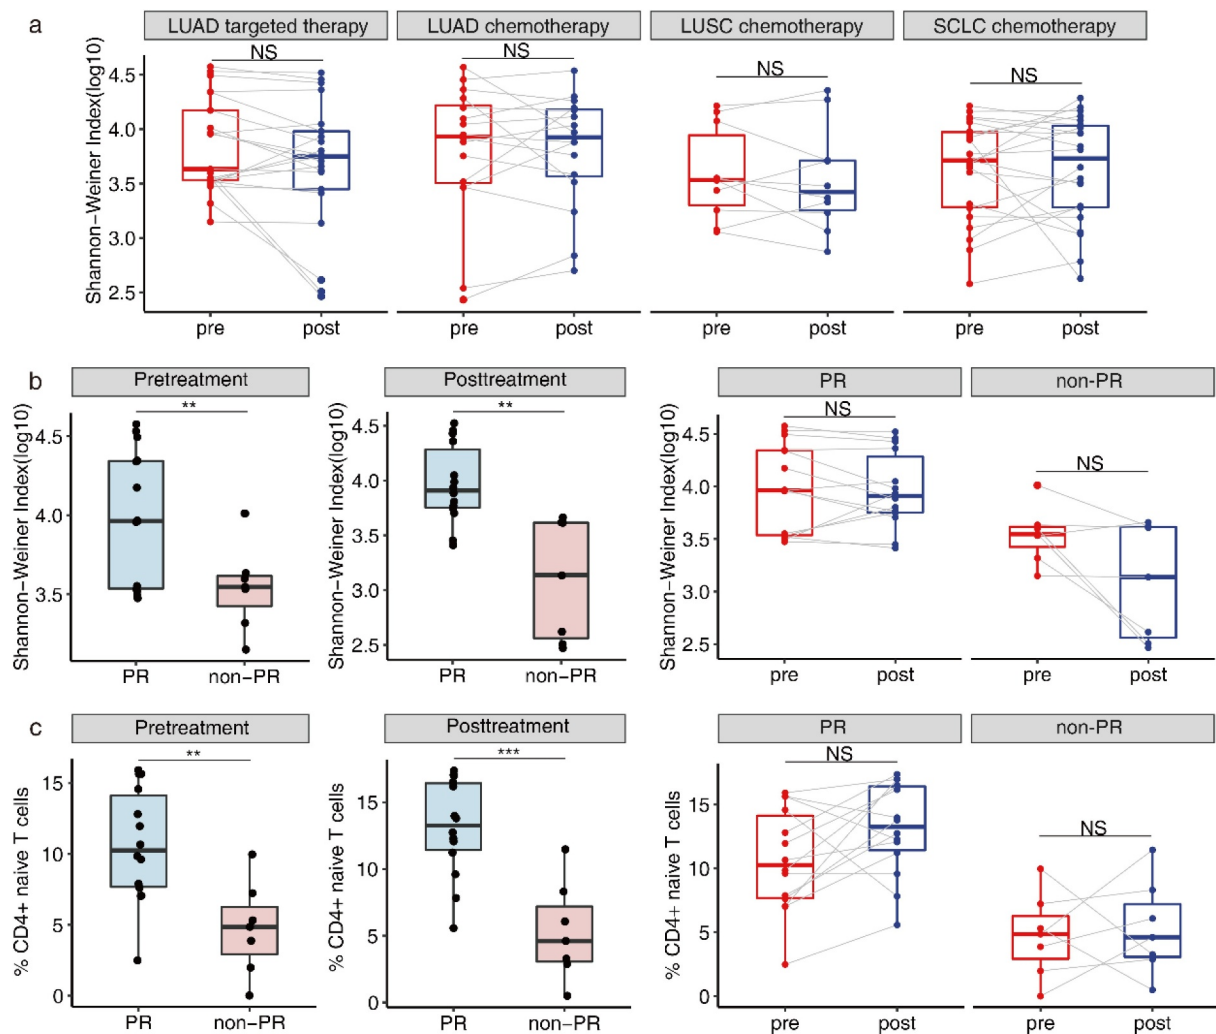 a
LUAD targeted therapy
LUAD chemotherapy
LUSC chemotherapy
SCLC chemotherapy
NS
NS
NS
NS
Shannon-Weiner Index(log10)
4.5
4.0
3.5
3.0
2.5
pre
post
pre
post
pre
post
pre
post
b
Pretreatment
Posttreatment
PR
non-PR
**
**
NS
NS
Shannon-Weiner Index(log10)
4.5
4.0
3.5
PR
non-PR
Shannon-Weiner Index(log10)
4.5
4.0
3.5
3.0
2.5
PR
non-PR
Shannon-Weiner Index(log10)
4.5
4.0
3.5
3.0
2.5
pre
post
pre
post
c
Pretreatment
Posttreatment
PR
non-PR
**
***
NS
NS
% CD4+ naive T cells
15
10
5
0
PR
non-PR
% CD4+ naive T cells
15
10
5
0
PR
non-PR
% CD4+ naive T cells
15
10
5
0
pre
post
pre
post